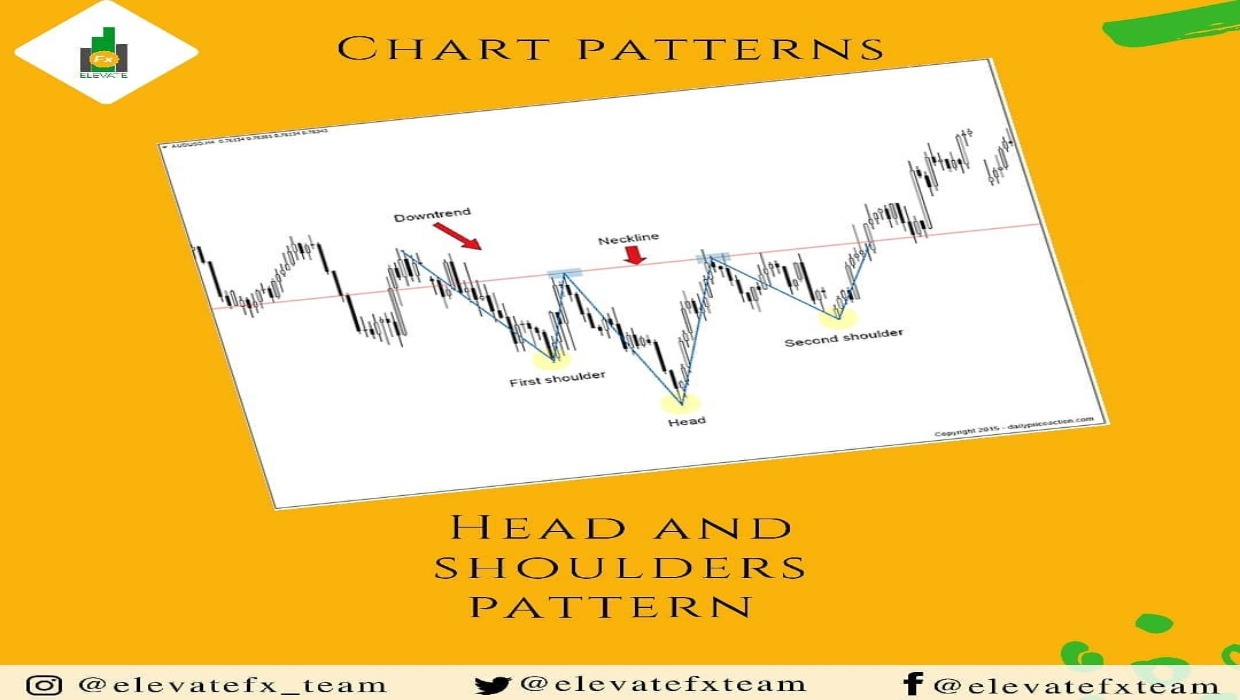 Fx
ELEVATE
CHART PATTERNS
AUDUSD,H4
Downtrend
Neckline
First shoulder
Head
Second shoulder
Copyright 2015 - dailypriceaction.com
HEAD AND
SHOULDERS
PATTERN
@elevatefx_team
@elevatefxteam
@elevatefxteam